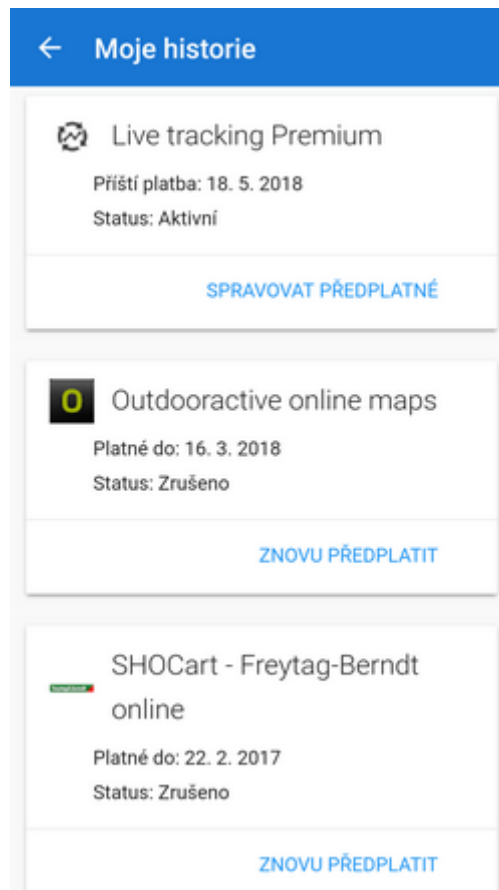 Moje historie
Live tracking Premium
Příští platba: 18. 5. 2018
Status: Aktivní
SPRAVOVAT PŘEDPLATNÉ
O
Outdooractive online maps
Platné do: 16. 3. 2018
Status: Zrušeno
ZNOVU PŘEDPLATIT
SHOCart - Freytag-Berndt
online
Platné do: 22. 2. 2017
Status: Zrušeno
ZNOVU PŘEDPLATIT